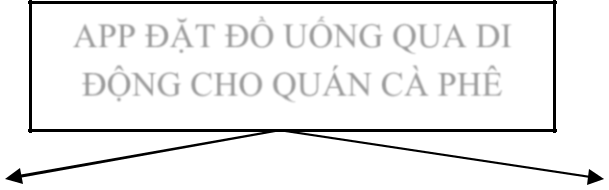 APP ĐẶT ĐỒ UỐNG QUA DI
ĐỘNG CHO QUÁN CÀ PHÊ